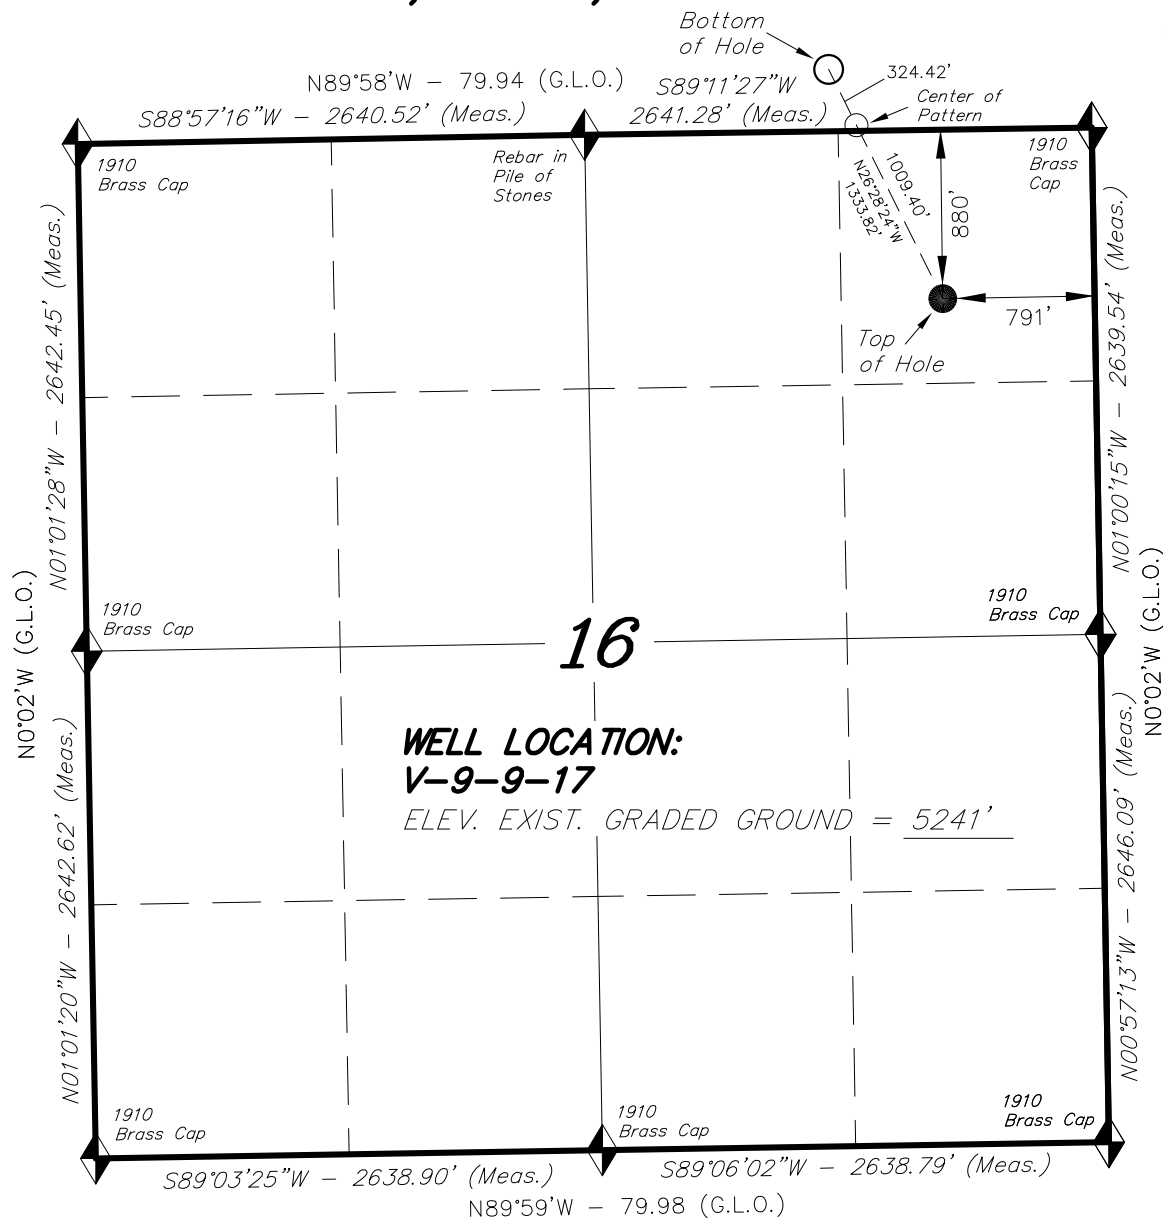 Bottom
of Hole
N89°58'W – 79.94 (G.L.O.)
S89°11'27"W
324.42'
S88°57'16"W – 2640.52' (Meas.)
2641.28' (Meas.)
Center of
Pattern
1910
Brass Cap
Rebar in
Pile of
Stones
1910
Brass
Cap
1009.40'
N26°28'24"W
1333.82'
880'
791'
Top
of Hole
N01°01'28"W – 2642.45' (Meas.)
N01°00'15"W – 2639.54' (Meas.)
N0°02'W (G.L.O.)
N0°02'W (G.L.O.)
1910
Brass Cap
1910
Brass Cap
16
WELL LOCATION:
V–9–9–17
ELEV. EXIST. GRADED GROUND = 5241'
N01°01'20"W – 2642.62' (Meas.)
N00°57'13"W – 2646.09' (Meas.)
1910
Brass Cap
1910
Brass Cap
1910
Brass Cap
S89°03'25"W – 2638.90' (Meas.)
S89°06'02"W – 2638.79' (Meas.)
N89°59'W – 79.98 (G.L.O.)